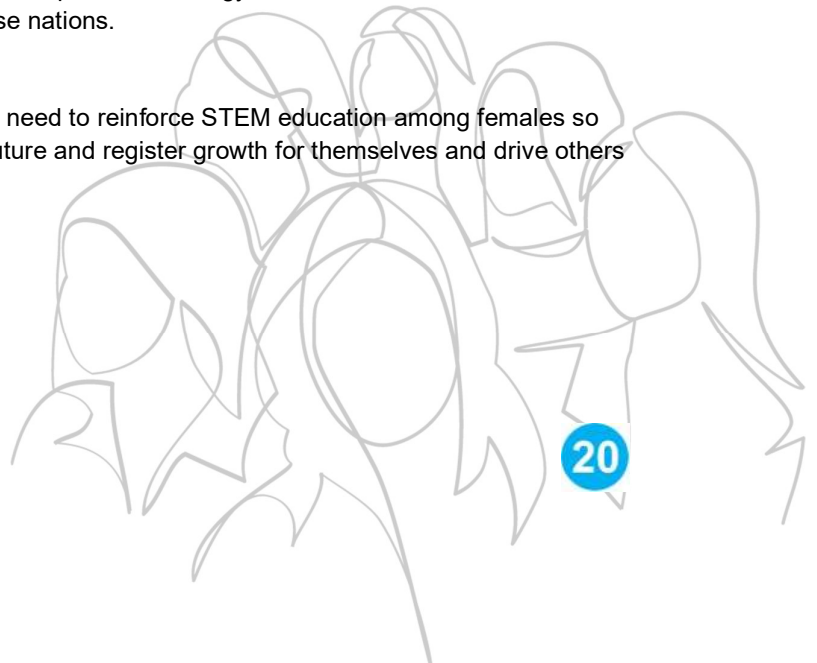 se nations.
need to reinforce STEM education among females so
uture and register growth for themselves and drive others
20